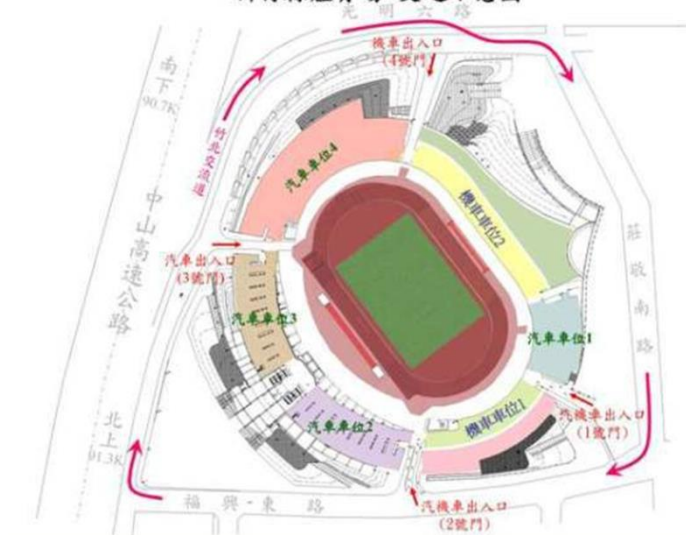 光明六路
機車出入口
(4號門)
南下
90.7K
竹北交流道
汽車車位4
機車車位2
中山高速公路
莊敬南路
汽車出入口
(3號門)
汽車車位3
汽車車位1
汽車車位2
機車車位1
汽機車出入口
(1號門)
北上
91.3K
福興東路
汽機車出入口
(2號門)